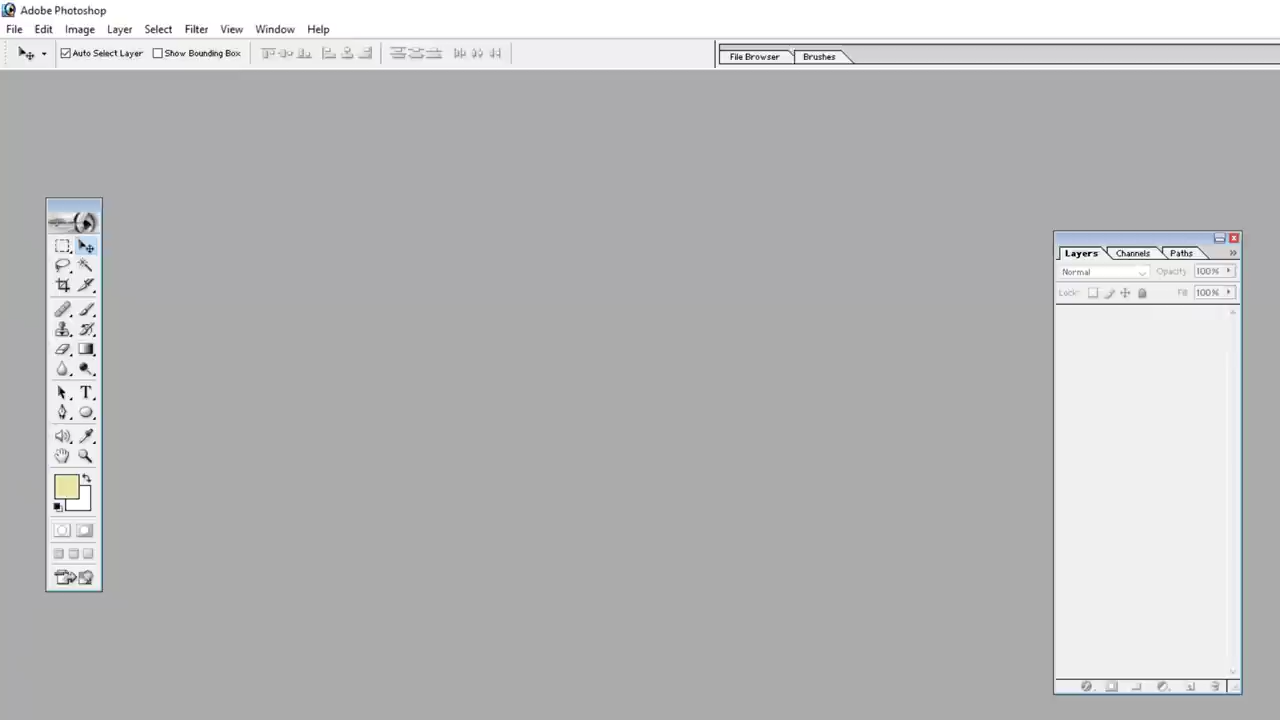 Adobe Photoshop
File Edit Image Layer Select Filter View Window Help
Auto Select Layer Show Bounding Box File Browser Brushes
Layers Channels Paths
Normal Opacity 100%
Lock: Fill 100%
T